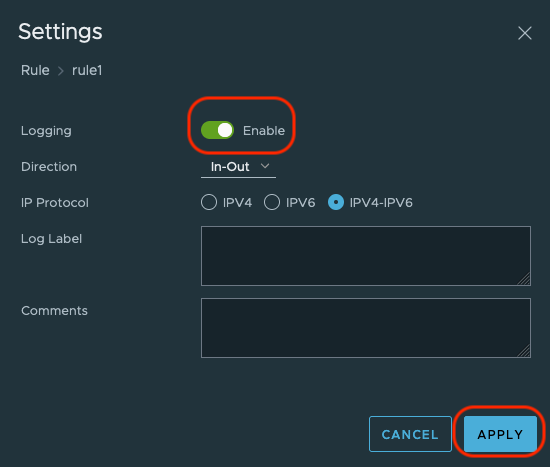 Settings
Rule > rule1
Logging Enable
Direction In-Out
IP Protocol IPV4 IPV6 IPV4-IPV6
Log Label
Comments
CANCEL APPLY